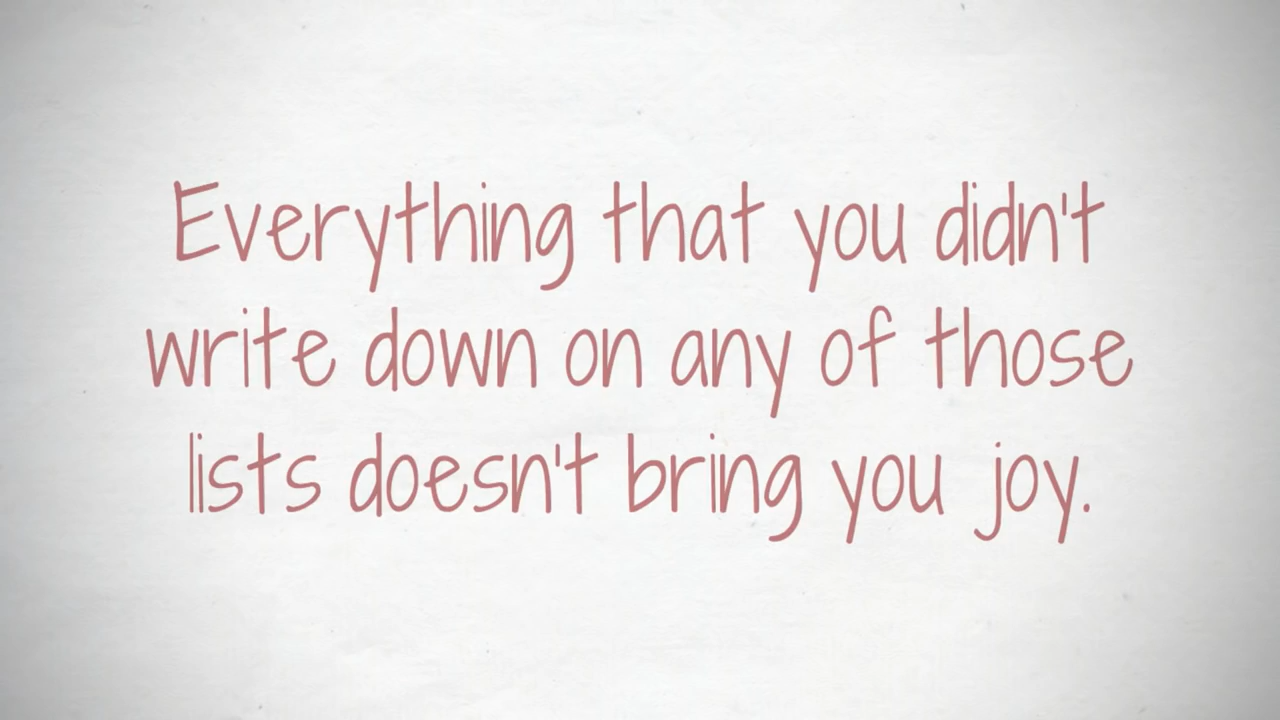 Everything that you didn't
write down on any of those
lists doesn't bring you joy.